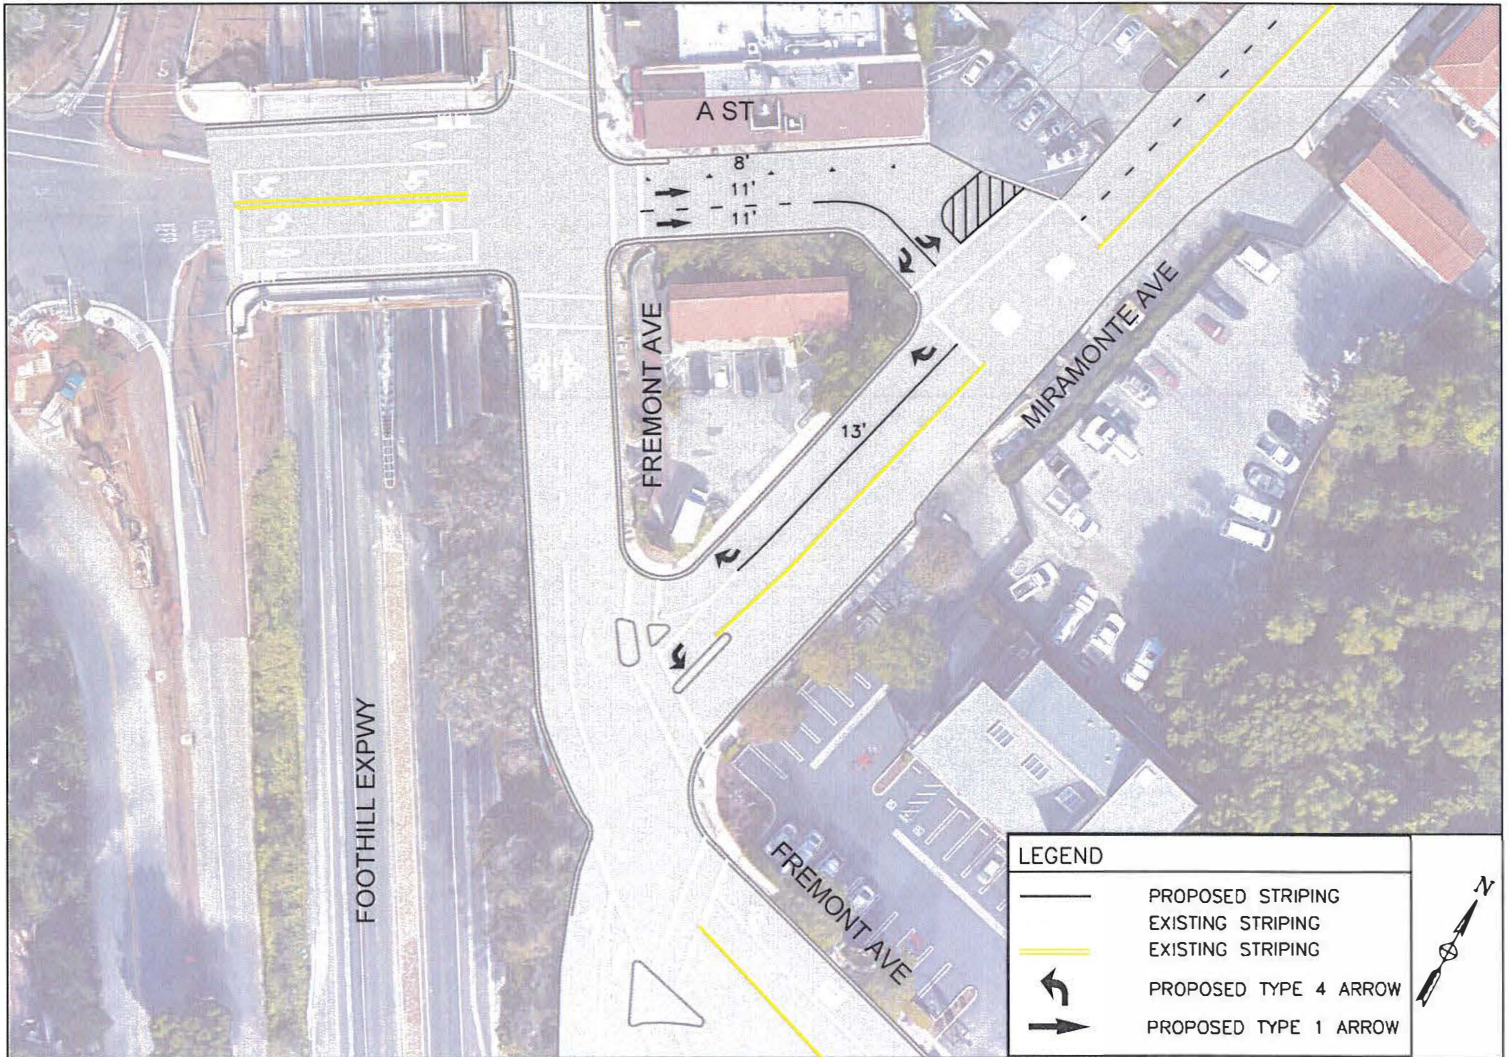 A ST
8'
11'
11'
FREMONT AVE
MIRAMONTE AVE
13'
FOOTHILL EXPWY
FREMONT AVE
LEGEND
PROPOSED STRIPING
EXISTING STRIPING
EXISTING STRIPING
PROPOSED TYPE 4 ARROW
PROPOSED TYPE 1 ARROW
N